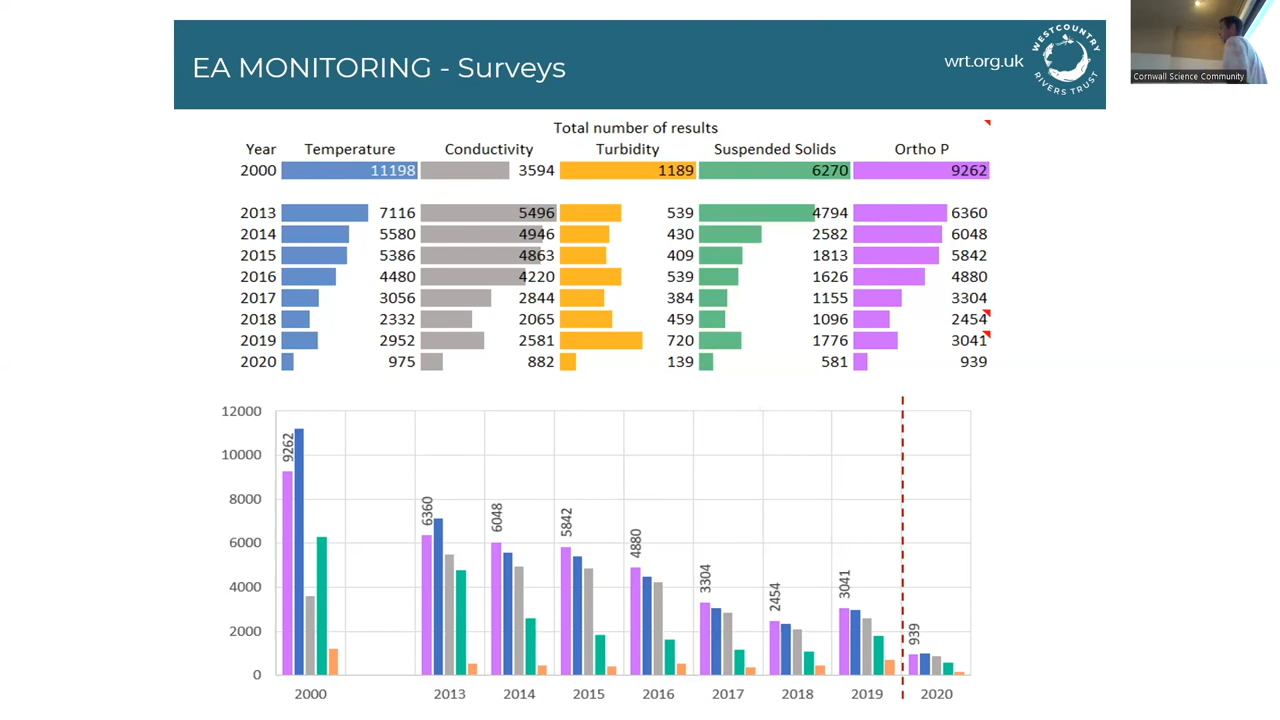 EA MONITORING - Surveys
wrt.org.uk
WESTCOUNTRY
RIVERS TRUST
Cornwall Science Community
Total number of results
Year Temperature Conductivity Turbidity Suspended Solids Ortho P
2000 11198 3594 1189 6270 9262
2013 7116 5496 539 4794 6360
2014 5580 4946 430 2582 6048
2015 5386 4863 409 1813 5842
2016 4480 4220 539 1626 4880
2017 3056 2844 384 1155 3304
2018 2332 2065 459 1096 2454
2019 2952 2581 720 1776 3041
2020 975 882 139 581 939
12000
10000
8000
6000
4000
2000
0
9262
6360
6048
5842
4880
3304
2454
3041
939
2000 2013 2014 2015 2016 2017 2018 2019 2020